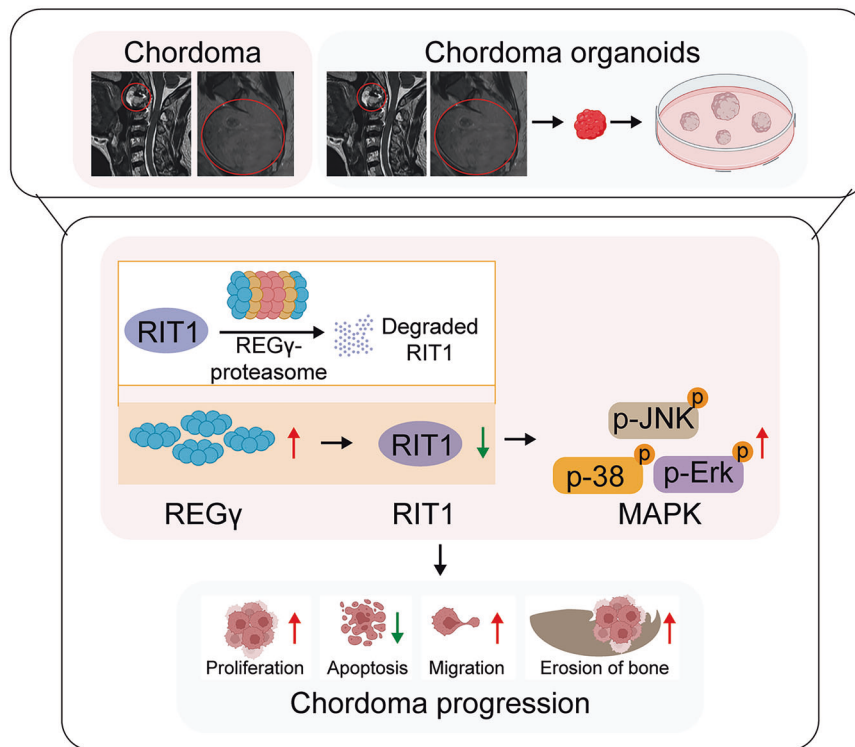 Chordoma
Chordoma organoids
RIT1
REGγ-
proteasome
Degraded
RIT1
RIT1
p-JNK
p
p-38
p
p-Erk
p
REGγ
RIT1
MAPK
Proliferation
Apoptosis
Migration
Erosion of bone
Chordoma progression